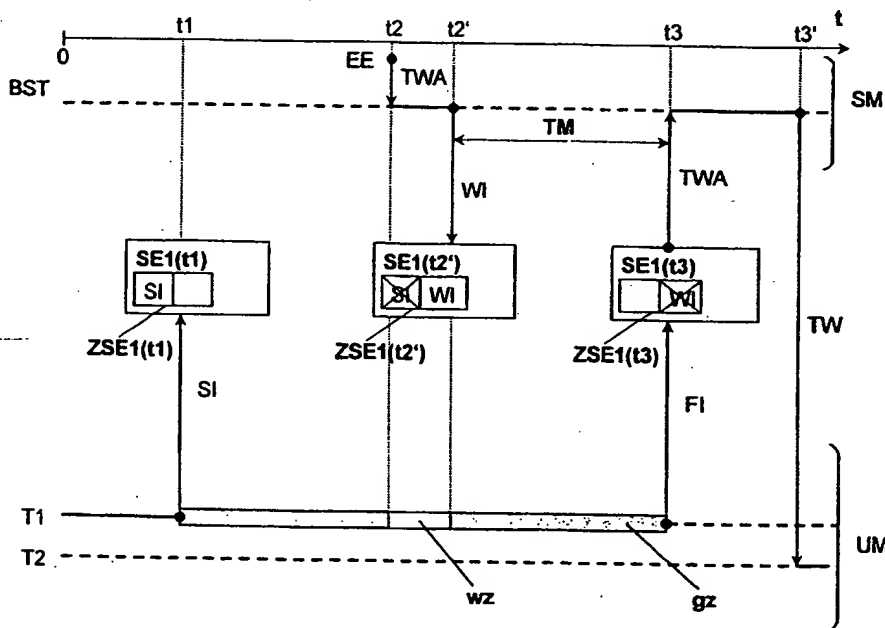 t1 t2 t2' t3 t3' t
0
EE TWA
BST SM
TM
WI TWA
SE1(t1) SE1(t2') SE1(t3)
SI SI WI WI
ZSE1(t1) ZSE1(t2') ZSE1(t3) TW
SI FI
T1
T2 UM
wz gz